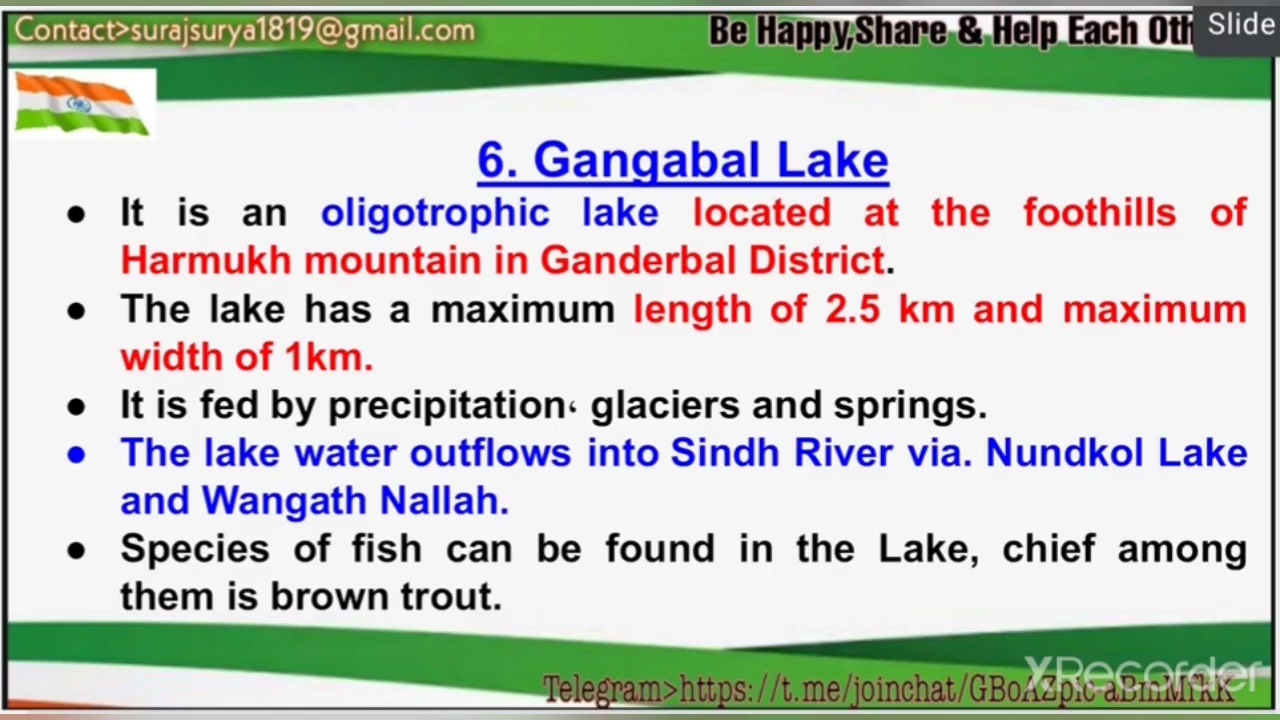 Contact>surajsurya1819@gmail.com
Be Happy,Share & Help Each Oth
Slide
6. Gangabal Lake
● It is an oligotrophic lake located at the foothills of
Harmukh mountain in Ganderbal District.
● The lake has a maximum length of 2.5 km and maximum
width of 1km.
● It is fed by precipitation، glaciers and springs.
● The lake water outflows into Sindh River via. Nundkol Lake
and Wangath Nallah.
● Species of fish can be found in the Lake, chief among
them is brown trout.
XRecorder
Telegram>https://t.me/joinchat/